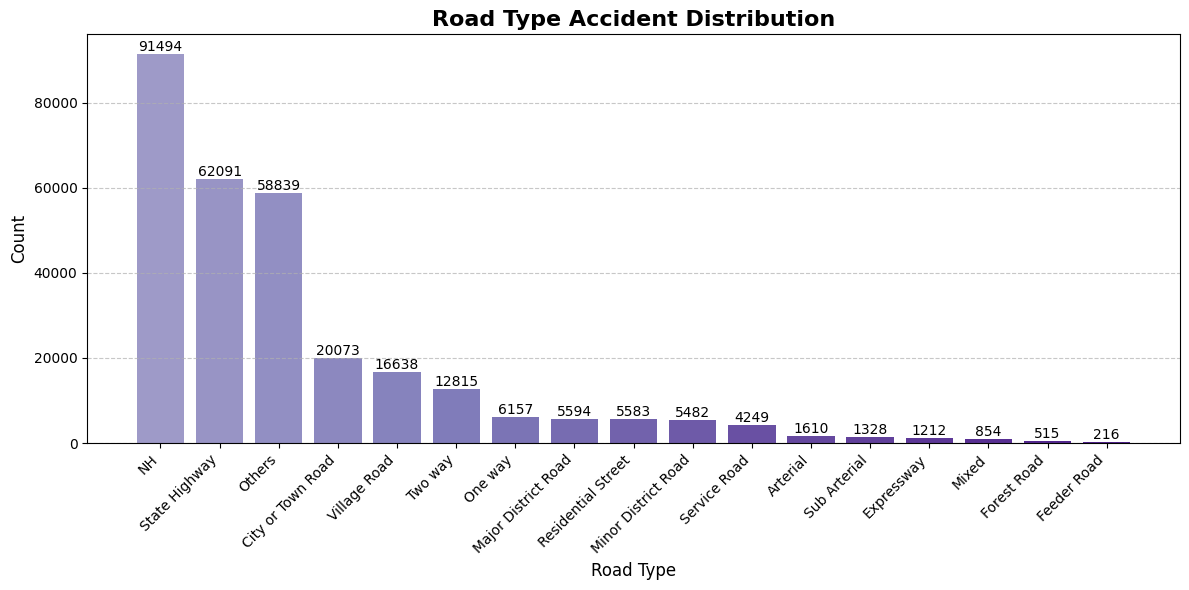 Road Type Accident Distribution
Count
80000
60000
40000
20000
0
91494
62091
58839
20073
16638
12815
6157
5594
5583
5482
4249
1610
1328
1212
854
515
216
NH
State Highway
Others
City or Town Road
Village Road
Two way
One way
Major District Road
Residential Street
Minor District Road
Service Road
Arterial
Sub Arterial
Expressway
Mixed
Forest Road
Feeder Road
Road Type